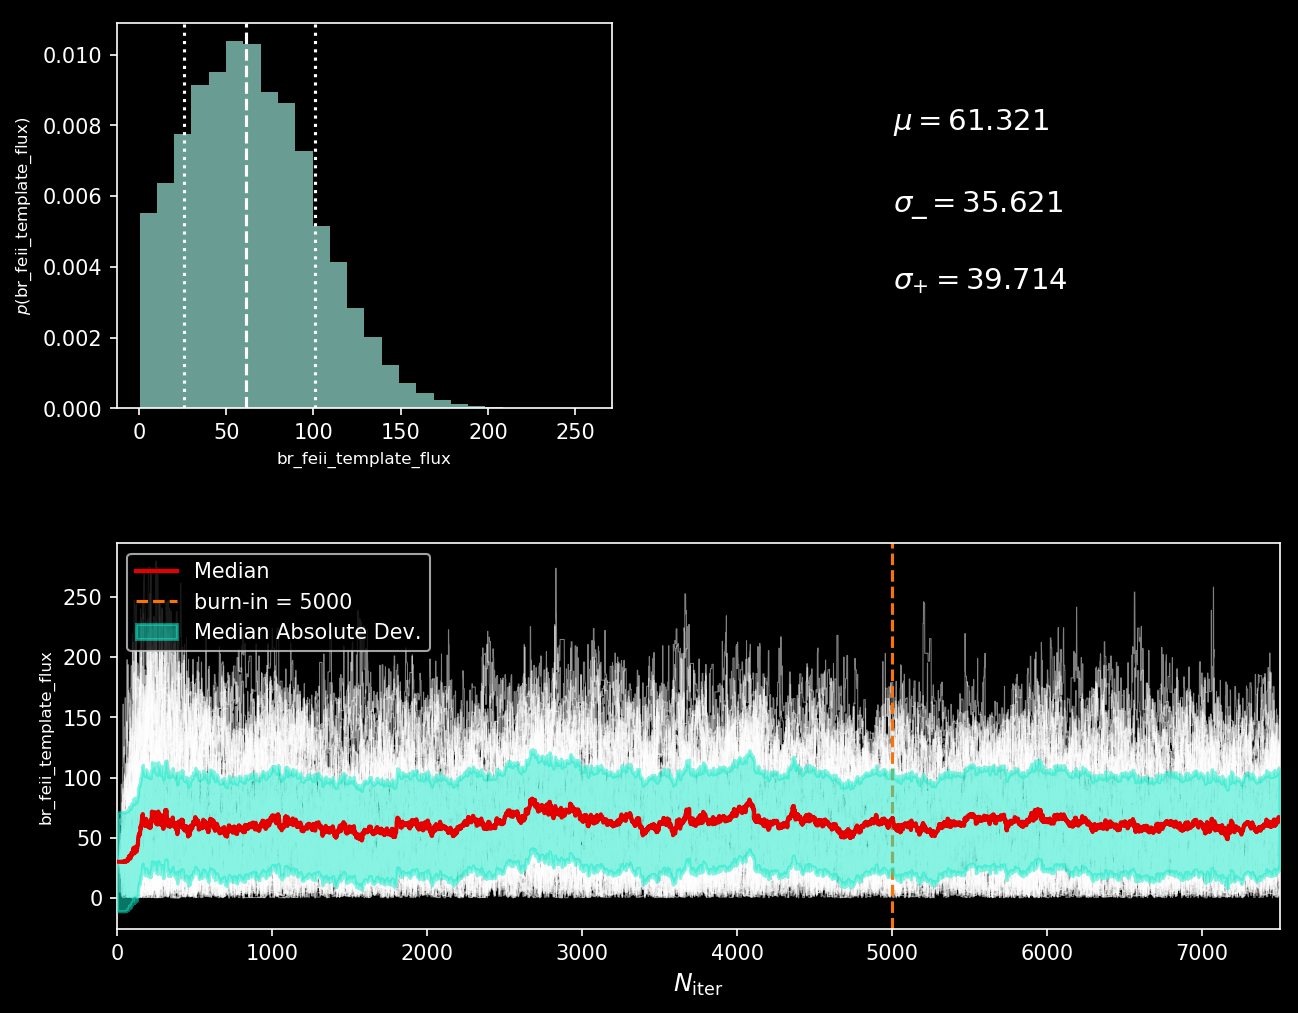 0.010
0.008
0.006
0.004
0.002
0.000
p(br_feii_template_flux)
0 50 100 150 200 250
br_feii_template_flux
μ = 61.321
σ₋ = 35.621
σ₊ = 39.714
Median
burn-in = 5000
Median Absolute Dev.
250
200
150
100
50
0
br_feii_template_flux
0 1000 2000 3000 4000 5000 6000 7000
N_iter